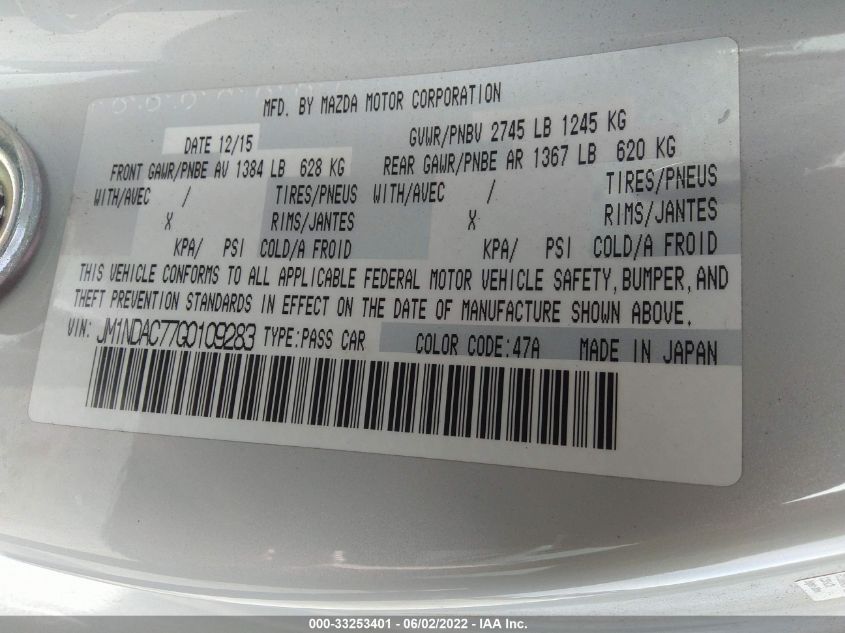 MFD. BY MAZDA MOTOR CORPORATION
DATE 12/15 GVWR/PNBV 2745 LB 1245 KG
FRONT GAWR/PNBE AV 1384 LB 628 KG REAR GAWR/PNBE AR 1367 LB 620 KG
WITH/AVEC / TIRES/PNEUS WITH/AVEC / TIRES/PNEUS
X RIMS/JANTES X RIMS/JANTES
KPA/ PSI COLD/A FROID KPA/ PSI COLD/A FROID
THIS VEHICLE CONFORMS TO ALL APPLICABLE FEDERAL MOTOR VEHICLE SAFETY, BUMPER, AND
THEFT PREVENTION STANDARDS IN EFFECT ON THE DATE OF MANUFACTURE SHOWN ABOVE.
VIN: JM1NDAC77G0109283 TYPE:PASS CAR COLOR CODE:47A MADE IN JAPAN
000-33253401 - 06/02/2022 - © IAA Inc.